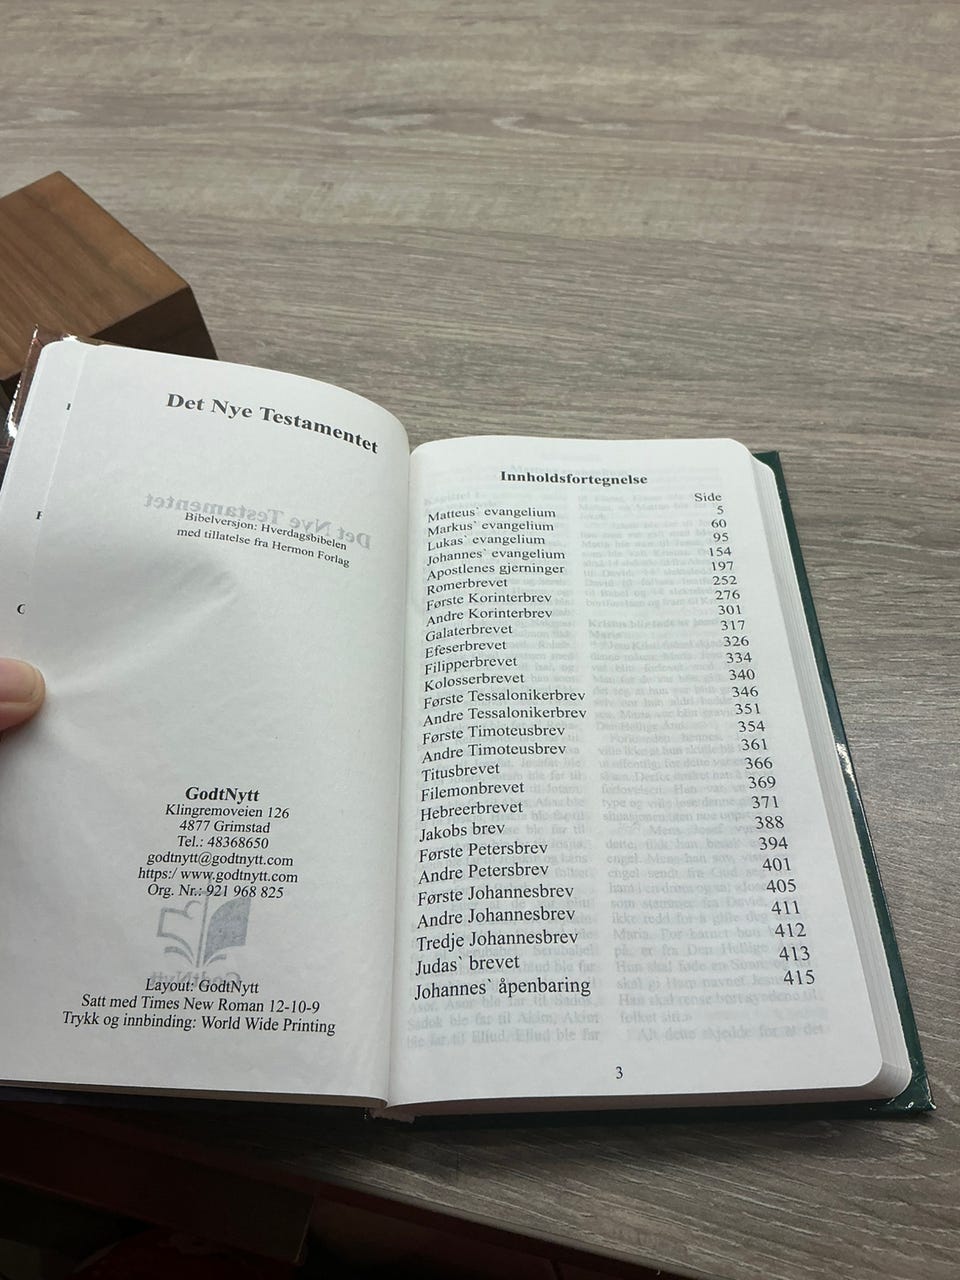 Det Nye Testamentet
Det Nye Testamentet
Bibelversjon; Hverdagsbibelen
med tillatelse fra Hermon Forlag
GodtNytt
Klingremoveien 126
4877 Grimstad
Tel.: 48368650
godtnytt@godtnytt.com
https:/ www.godtnytt.com
Org. Nr.: 921 968 825
GodtNytt
Layout: GodtNytt
Satt med Times New Roman 12-10-9
Trykk og innbinding: World Wide Printing
Innholdsfortegnelse
Side
Matteus` evangelium 5
Markus` evangelium 60
Lukas` evangelium 95
Johannes` evangelium 154
Apostlenes gjerninger 197
Romerbrevet 252
Første Korinterbrev 276
Andre Korinterbrev 301
Galaterbrevet 317
Efeserbrevet 326
Filipperbrevet 334
Kolosserbrevet 340
Første Tessalonikerbrev 346
Andre Tessalonikerbrev 351
Første Timoteusbrev 354
Andre Timoteusbrev 361
Titusbrevet 366
Filemonbrevet 369
Hebreerbrevet 371
Jakobs brev 388
Første Petersbrev 394
Andre Petersbrev 401
Første Johannesbrev 405
Andre Johannesbrev 411
Tredje Johannesbrev 412
Judas` brevet 413
Johannes` åpenbaring 415
3